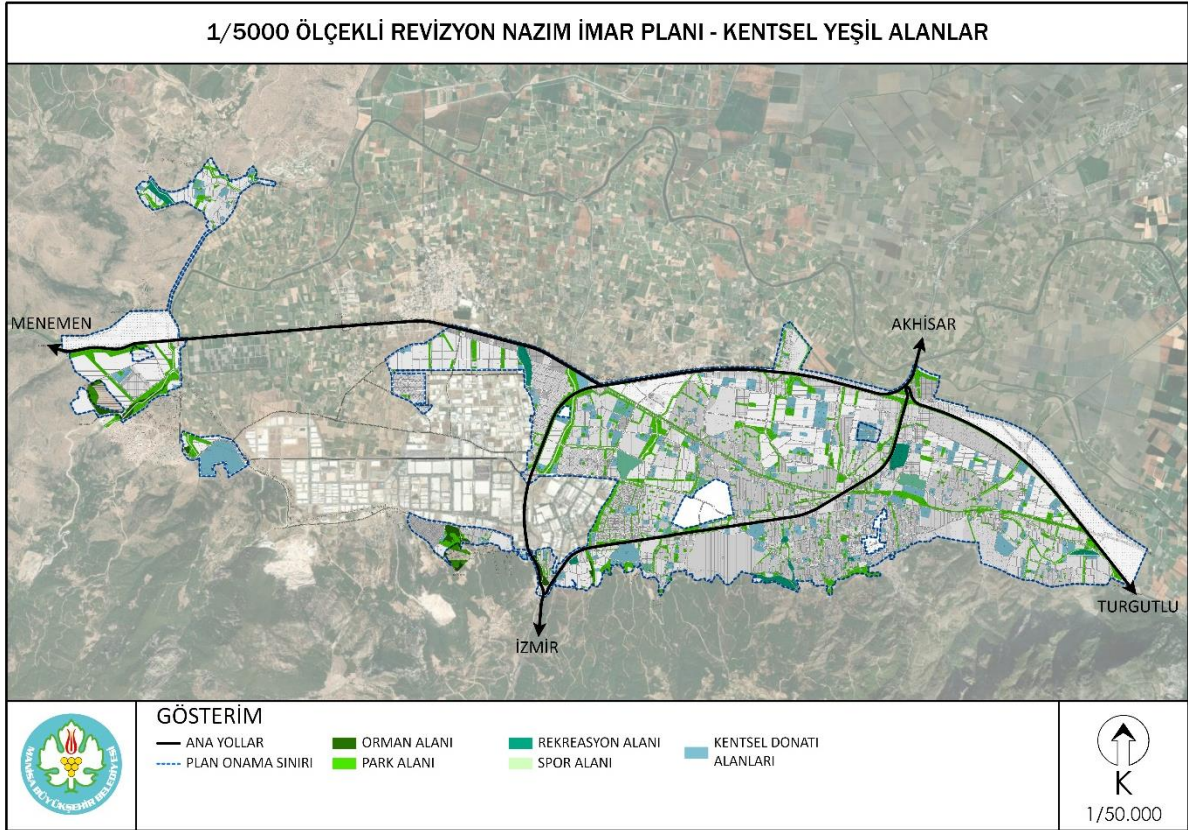 1/5000 ÖLÇEKLİ REVİZYON NAZIM İMAR PLANI - KENTSEL YEŞİL ALANLAR
MENEMEN
AKHİSAR
TURGUTLU
İZMİR
GÖSTERİM
ANA YOLLAR
PLAN ONAMA SINIRI
ORMAN ALANI
PARK ALANI
REKREASYON ALANI
SPOR ALANI
KENTSEL DONATI
ALANLARI
MANİSA BÜYÜKŞEHİR BELEDİYESİ
K
1/50.000